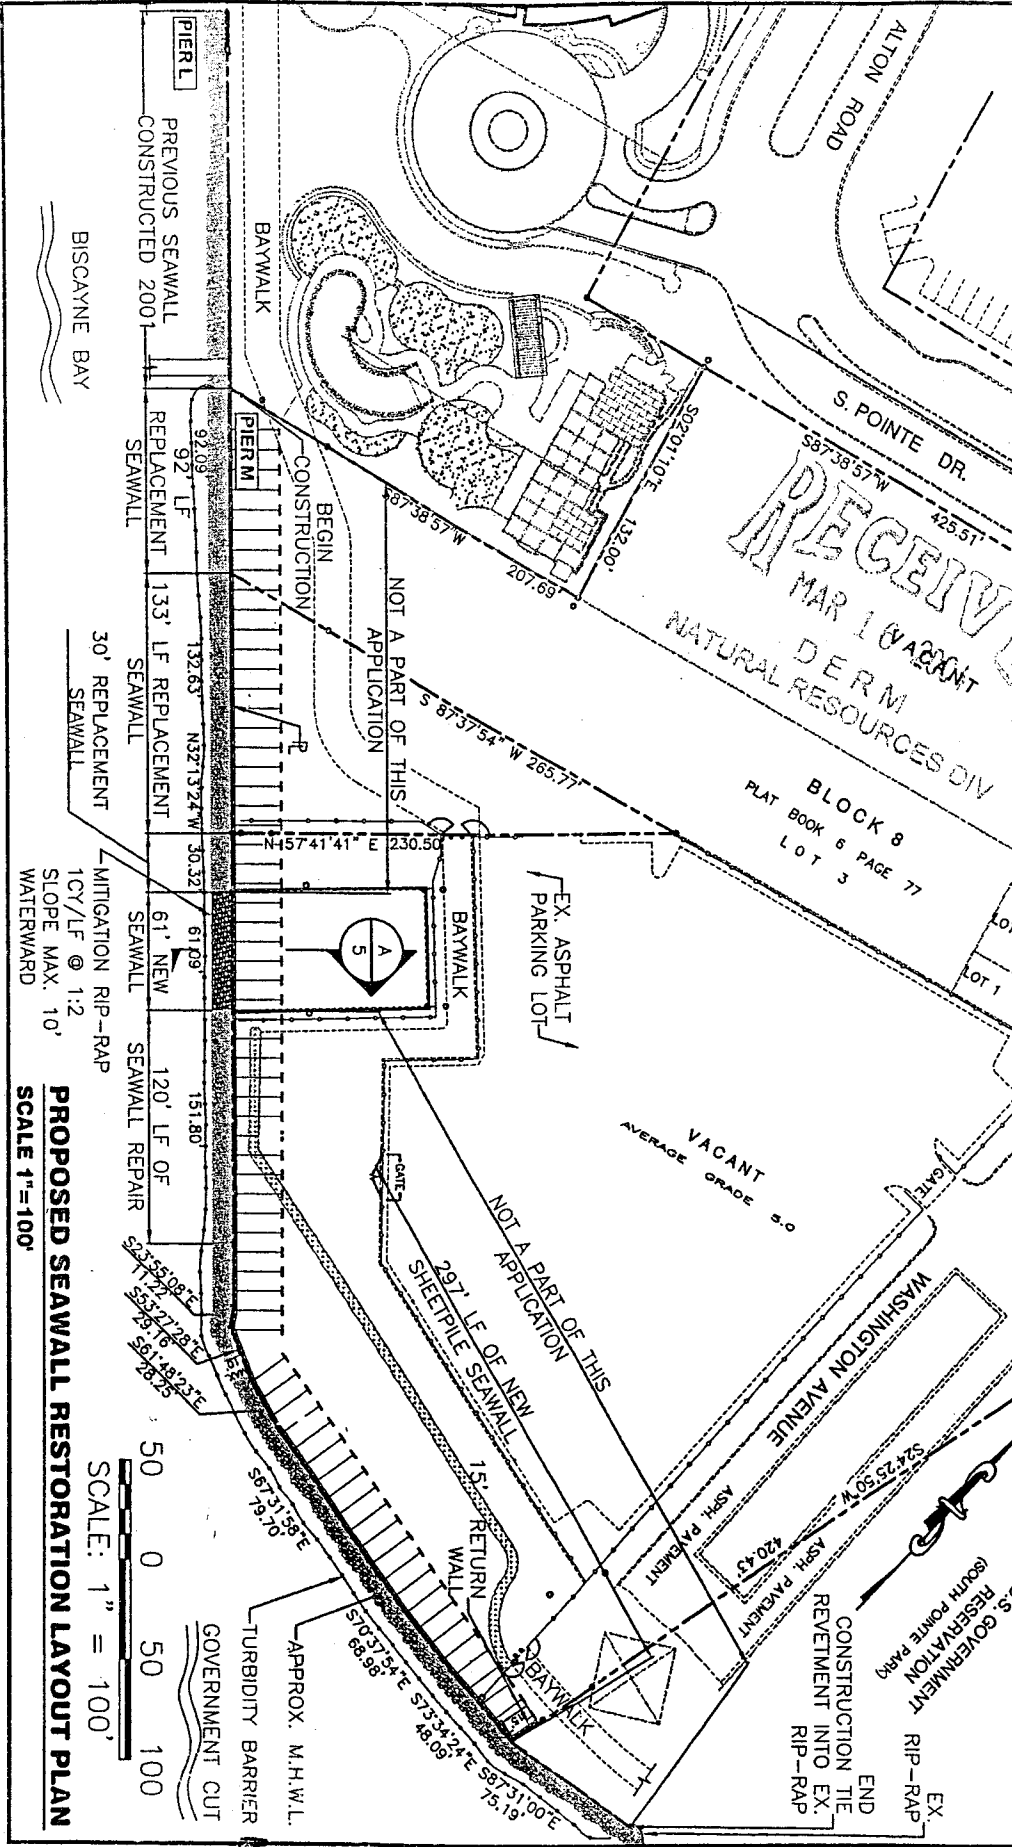 ALTON ROAD
S. POINTE DR.
S87°38'57"W
425.51'
RECEIV
MAR 1
DERM
NATURAL RESOURCES DIV
VACANT
S02°01'10"E
132.00'
S87°38'57"W
207.69'
BLOCK 8
PLAT BOOK 6 PAGE 77
LOT 3
LOT 1
PIER L
PREVIOUS SEAWALL
CONSTRUCTED 2001
BISCAYNE BAY
BAYWALK
PIER M
BEGIN
CONSTRUCTION
NOT A PART OF THIS
APPLICATION
S 87°37'54" W 265.77'
N 57°41'41" E 230.50
92.09'
92' LF
REPLACEMENT
SEAWALL
132.63'
N32°13'24"W
133' LF REPLACEMENT
SEAWALL
30.32'
30' REPLACEMENT
SEAWALL
61.09'
61' NEW
SEAWALL
MITIGATION RIP-RAP
1CY/LF @ 1:2
SLOPE MAX. 10'
WATERWARD
151.80'
120' LF OF
SEAWALL REPAIR
A
5
BAYWALK
EX. ASPHALT
PARKING LOT
VACANT
AVERAGE GRADE 5.0
GATE
GATE
NOT A PART OF THIS
APPLICATION
297' LF OF NEW
SHEETPILE SEAWALL
WASHINGTON AVENUE
ASPH. PAVEMENT
ASPH. PAVEMENT
S24°25'50"W
420.43'
U.S. GOVERNMENT
RESERVATION
(SOUTH POINTE PARK)
EX.
RIP-RAP
END
CONSTRUCTION TIE
REVETMENT INTO EX.
RIP-RAP
15'
RETURN
WALL
15'
BAYWALK
S23°55'08"E
11.22'
S53°27'28"E
29.16'
S61°48'23"E
28.25'
S67°31'58"E
79.70'
S70°37'54"E
68.98'
S73°34'24"E
48.09'
S87°31'00"E
75.19'
APPROX. M.H.W.L.
TURBIDITY BARRIER
GOVERNMENT CUT
50 0 50 100
SCALE: 1" = 100'
PROPOSED SEAWALL RESTORATION LAYOUT PLAN
SCALE 1"=100'